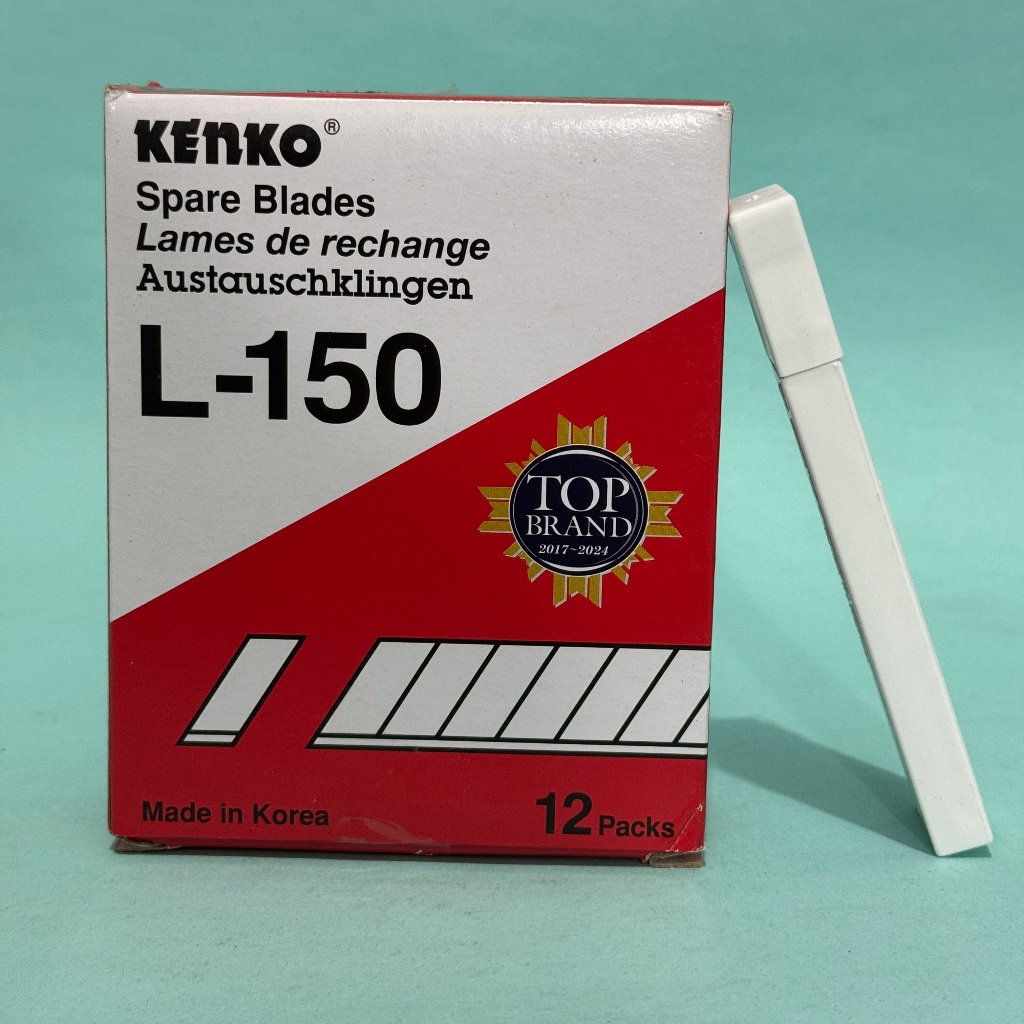 KENKO®
Spare Blades
Lames de rechange
Austauschklingen
L-150
TOP
BRAND
2017~2024
Made in Korea
12 Packs